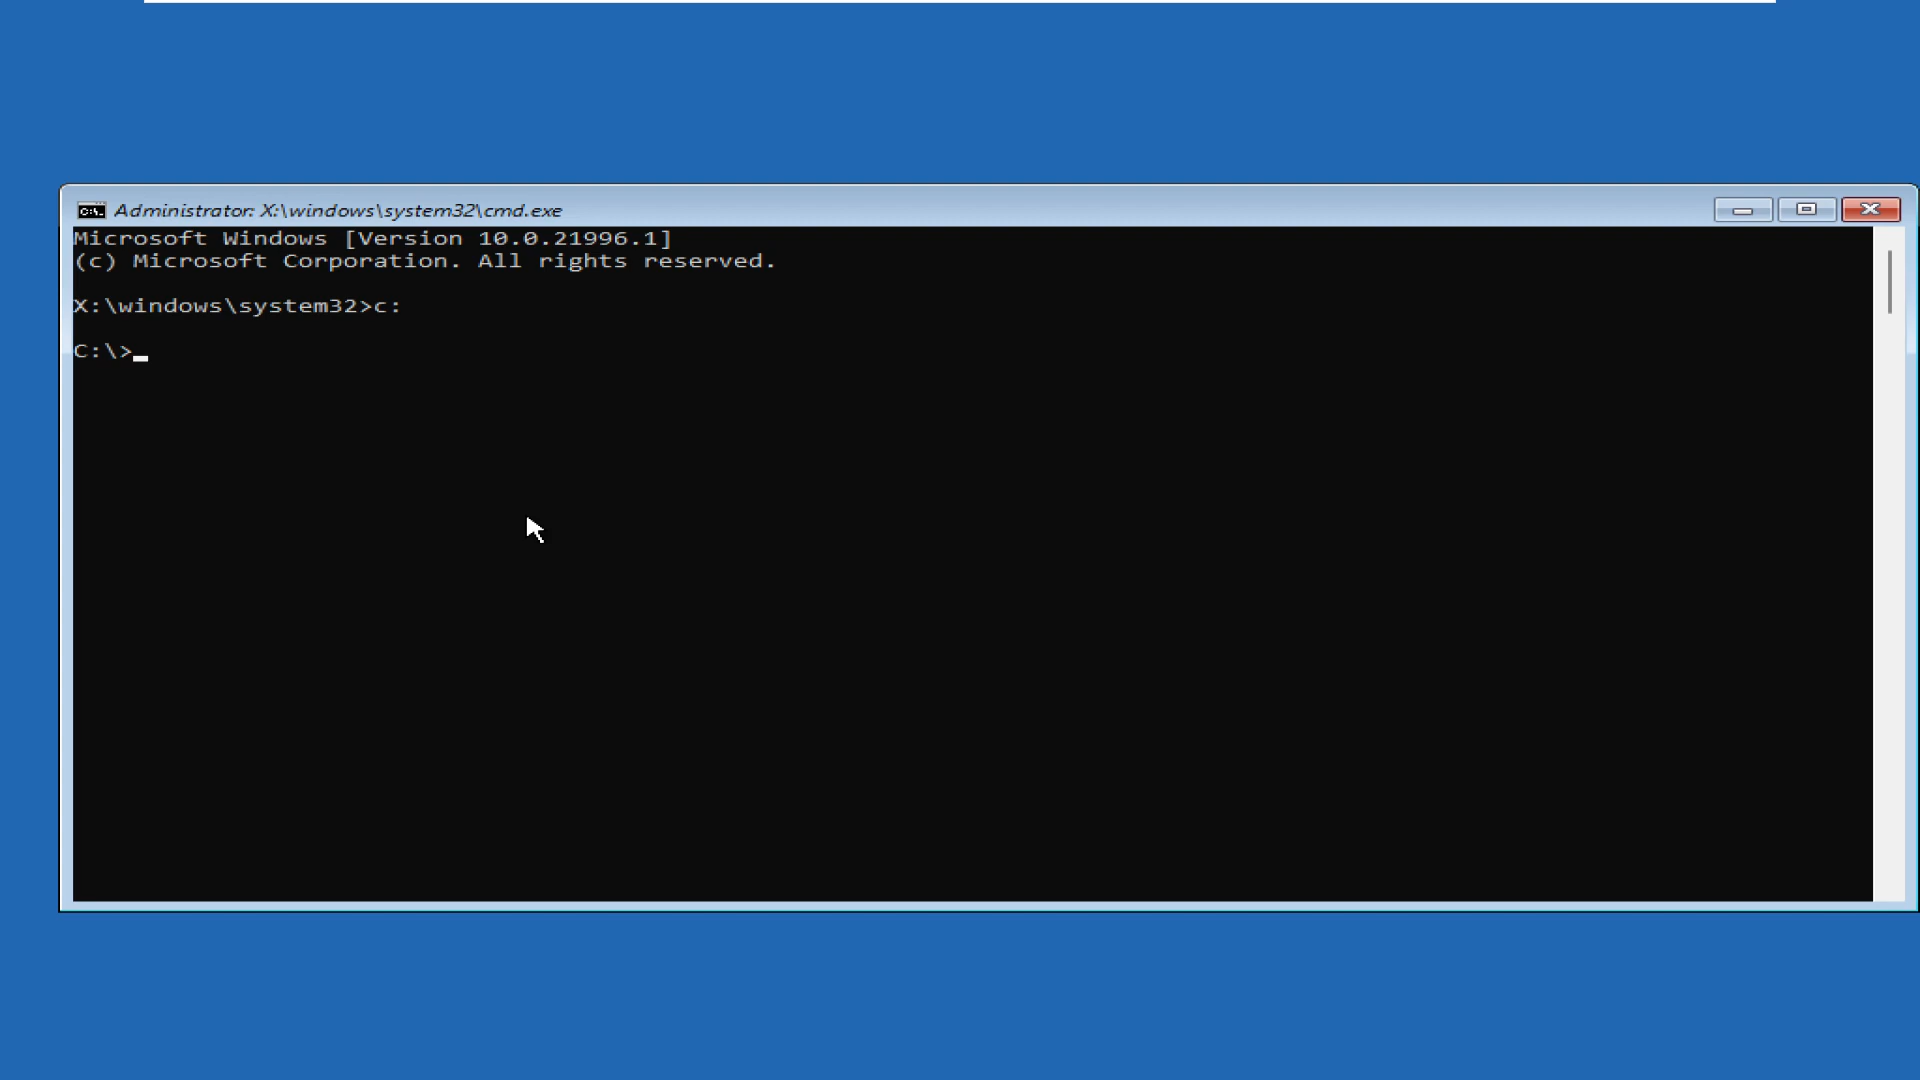 Administrator: X:\windows\system32\cmd.exe
Microsoft Windows [Version 10.0.21996.1]
(c) Microsoft Corporation. All rights reserved.
X:\windows\system32>c:
C:\>